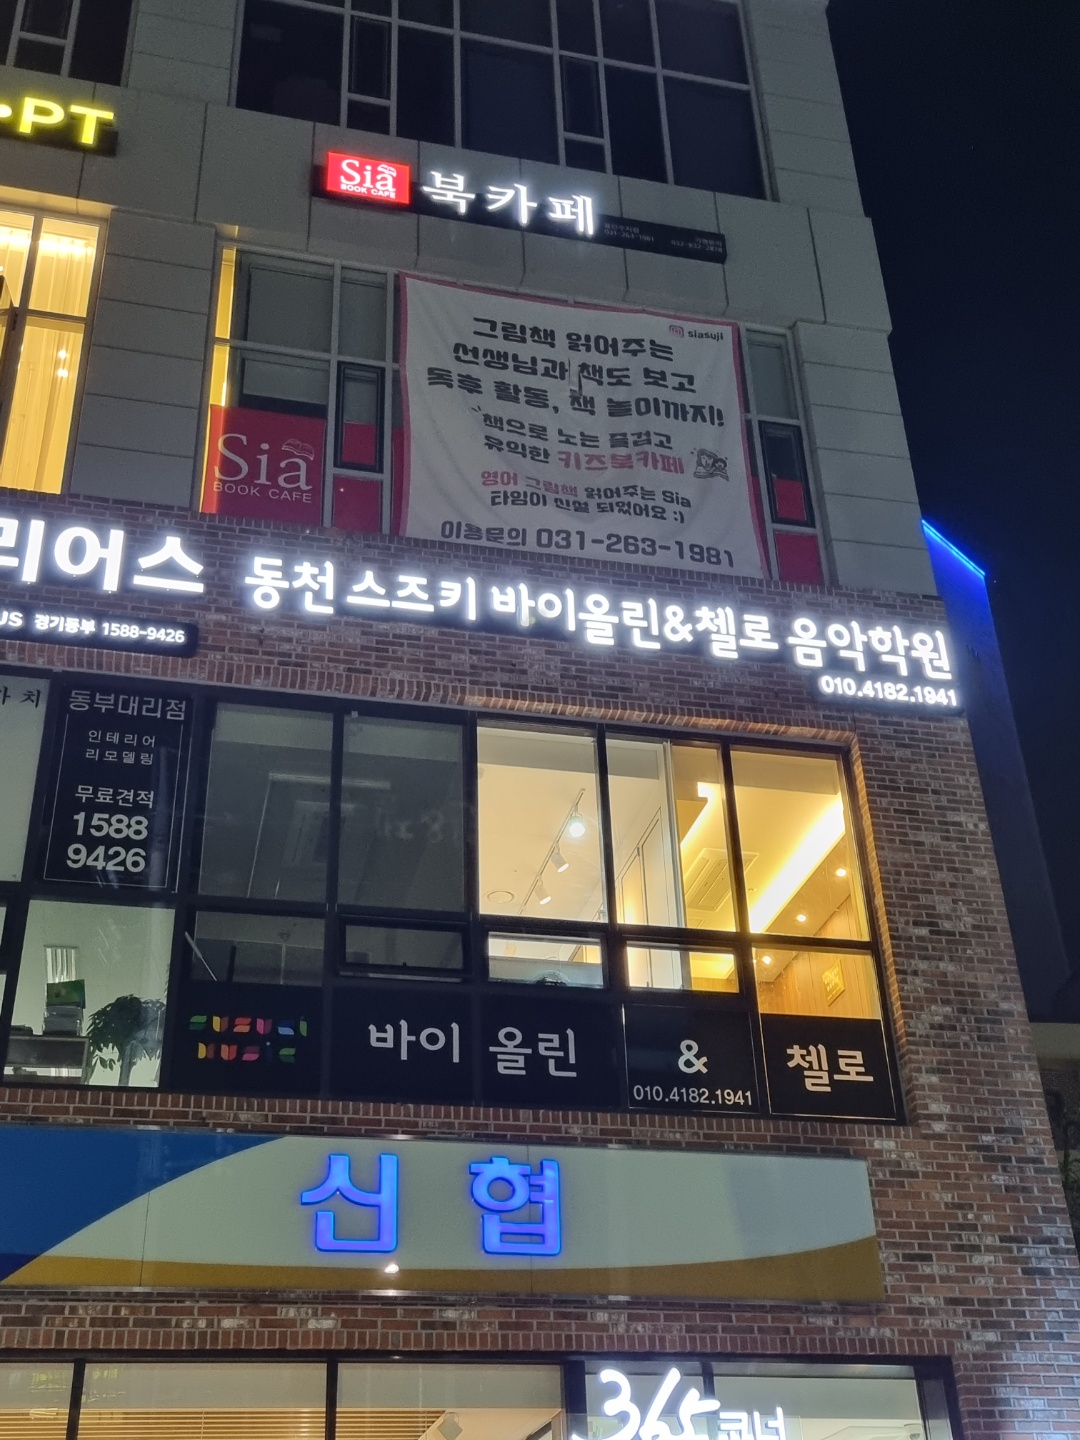 PT
Sia
BOOK CAFE
북카페
siasuji
그림책 읽어주는
선생님과 책도 보고
독후 활동, 책 놀이까지!
책으로 노는 즐겁고
유익한 키즈북카페
영어 그림책 읽어주는 Sia
타임이 신설 되었어요 :)
이용문의 031-263-1981
Sia
BOOK CAFE
리어스
US 경기동부 1588-9426
동천 스즈키 바이올린&첼로 음악학원
010.4182.1941
치
동부대리점
인테리어
리모델링
무료견적
1588
9426
suzuki
music
바이 올린 & 첼로
010.4182.1941
신협
365코너